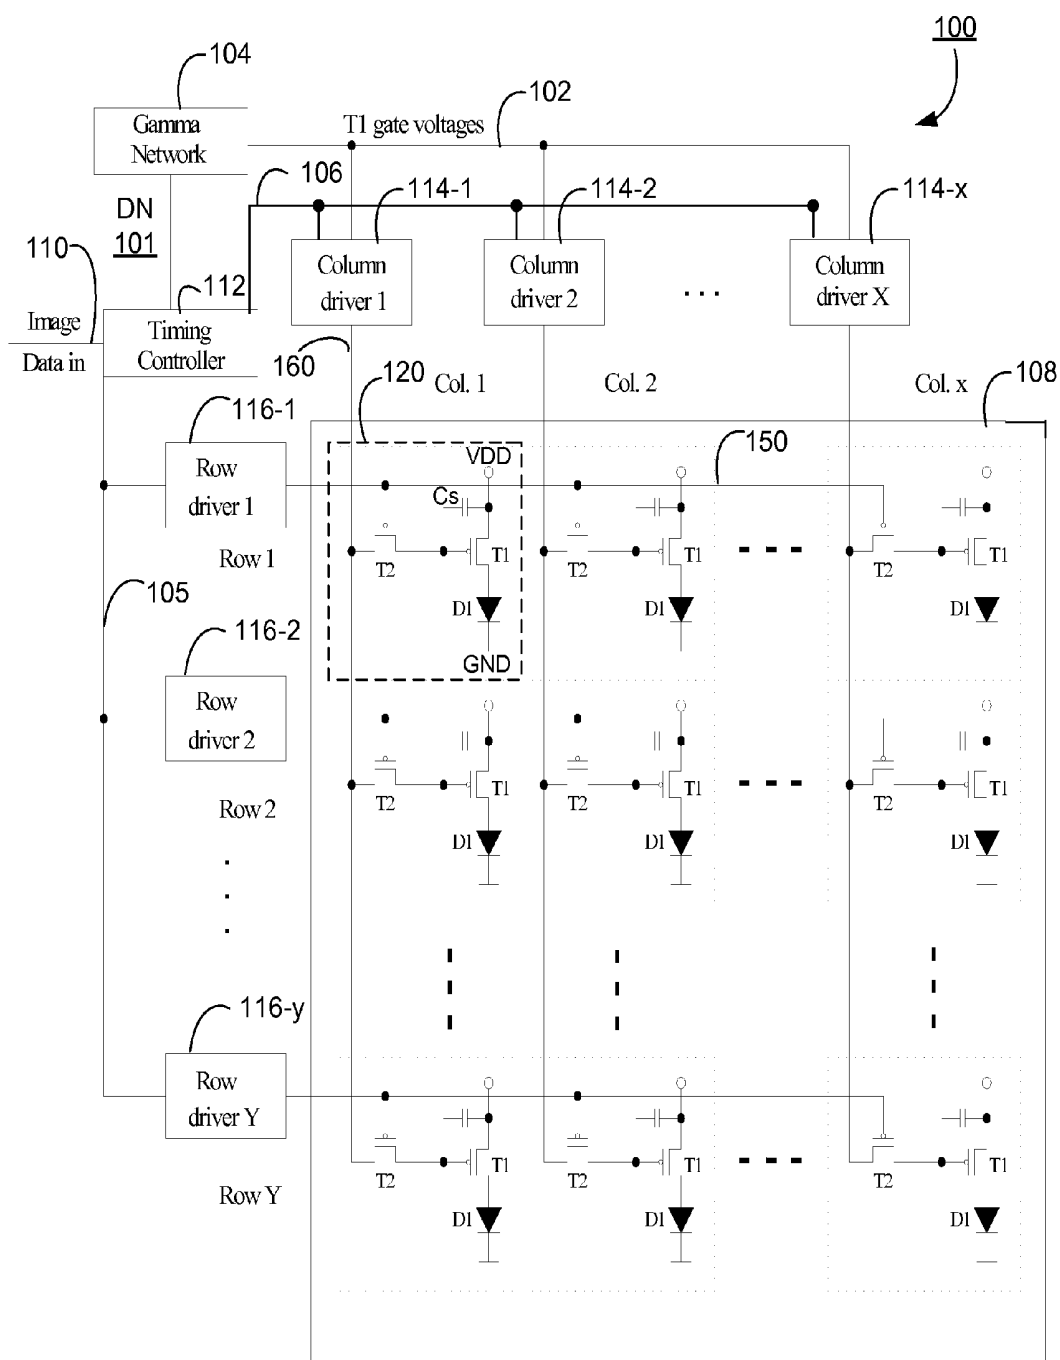 100
104
102
Gamma
Network
T1 gate voltages
106
114-1
114-2
114-x
DN
101
110
112
Column
driver 1
Column
driver 2
...
Column
driver X
Image
Data in
Timing
Controller
160
120
Col. 1
Col. 2
Col. x
108
116-1
VDD
150
Row
driver 1
Cs
Row 1
T2
T1
T2
T1
T2
T1
105
D1
D1
D1
116-2
GND
Row
driver 2
T2
T1
T2
T1
T2
T1
Row 2
D1
D1
D1
116-y
Row
driver Y
T2
T1
T2
T1
T2
T1
Row Y
D1
D1
D1